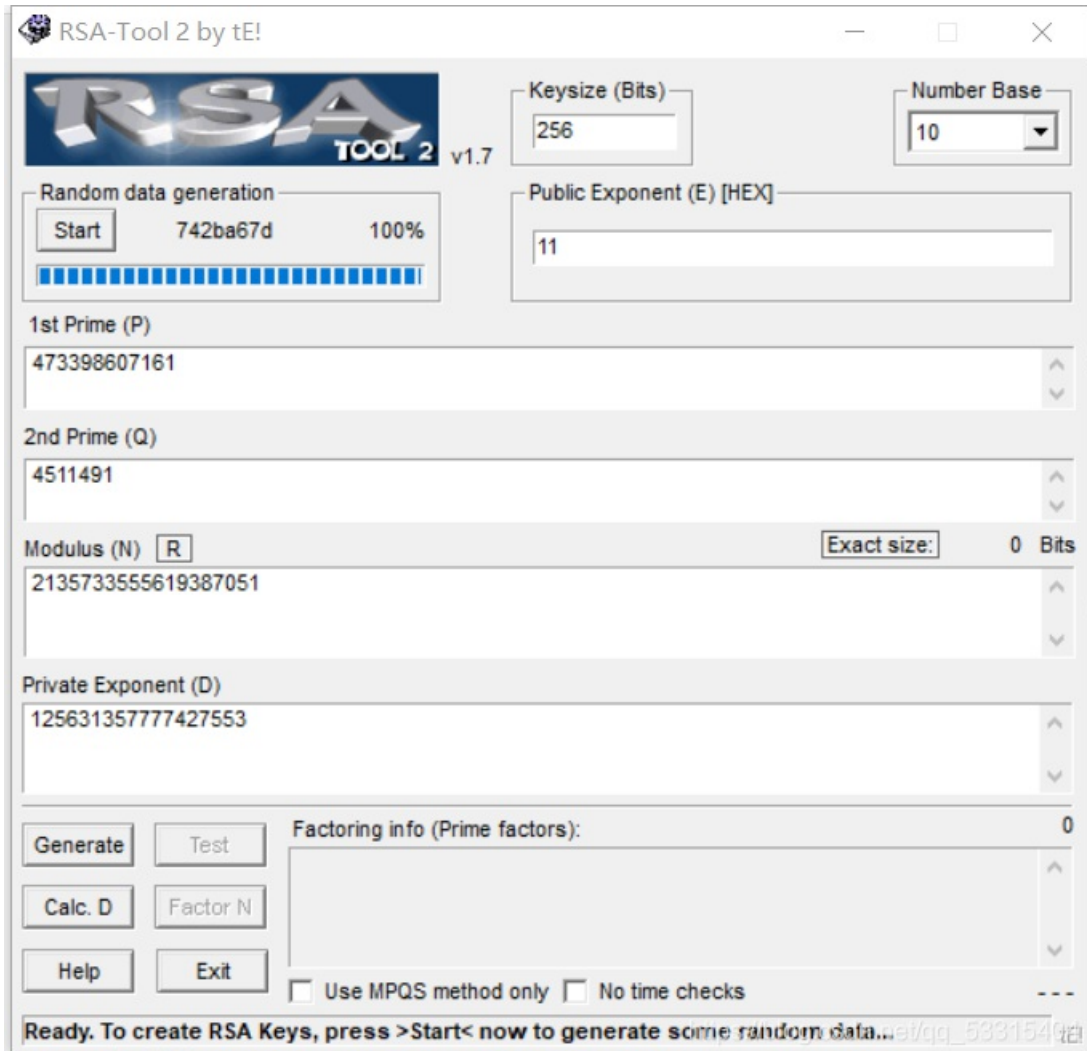 RSA-Tool 2 by tE!
RSA
TOOL 2
v1.7
Keysize (Bits)
256
Number Base
10
Random data generation
Start 742ba67d 100%
Public Exponent (E) [HEX]
11
1st Prime (P)
473398607161
2nd Prime (Q)
4511491
Modulus (N) R Exact size: 0 Bits
2135733555619387051
Private Exponent (D)
125631357777427553
Generate Test
Factoring info (Prime factors): 0
Calc. D Factor N
Help Exit
Use MPQS method only No time checks ---
Ready. To create RSA Keys, press >Start< now to generate some random data...
tE!